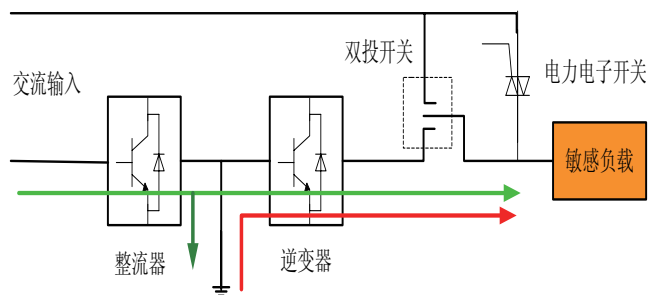 双投开关
电力电子开关
交流输入
敏感负载
整流器
逆变器